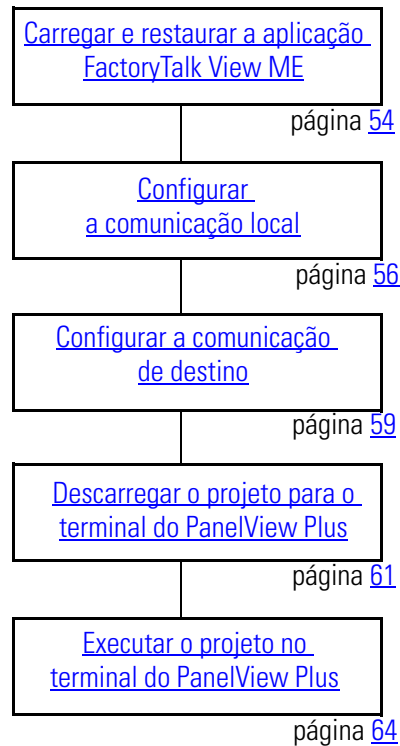 Carregar e restaurar a aplicação
FactoryTalk View ME
página 54
Configurar
a comunicação local
página 56
Configurar a comunicação
de destino
página 59
Descarregar o projeto para o
terminal do PanelView Plus
página 61
Executar o projeto no
terminal do PanelView Plus
página 64